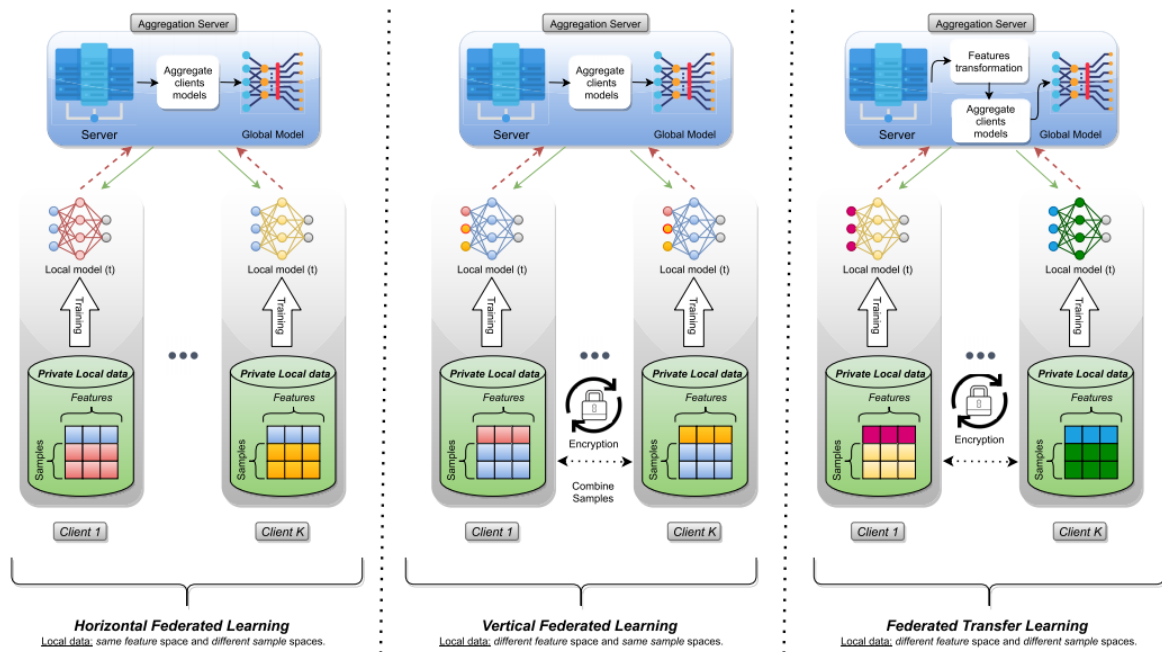 Aggregation Server
Aggregate
clients
models
Server
Global Model
Local model (t)
Training
Private Local data
Features
Samples
Client 1
Local model (t)
Training
Private Local data
Features
Samples
Client K
Horizontal Federated Learning
Local data: same feature space and different sample spaces.
Aggregation Server
Aggregate
clients
models
Server
Global Model
Local model (t)
Training
Private Local data
Features
Samples
Client 1
Encryption
Combine
Samples
Local model (t)
Training
Private Local data
Features
Samples
Client K
Vertical Federated Learning
Local data: different feature space and same sample spaces.
Aggregation Server
Features
transformation
Aggregate
clients models
Server
Global Model
Local model (t)
Training
Private Local data
Features
Samples
Client 1
Encryption
Local model (t)
Training
Private Local data
Features
Samples
Client K
Federated Transfer Learning
Local data: different feature space and different sample spaces.